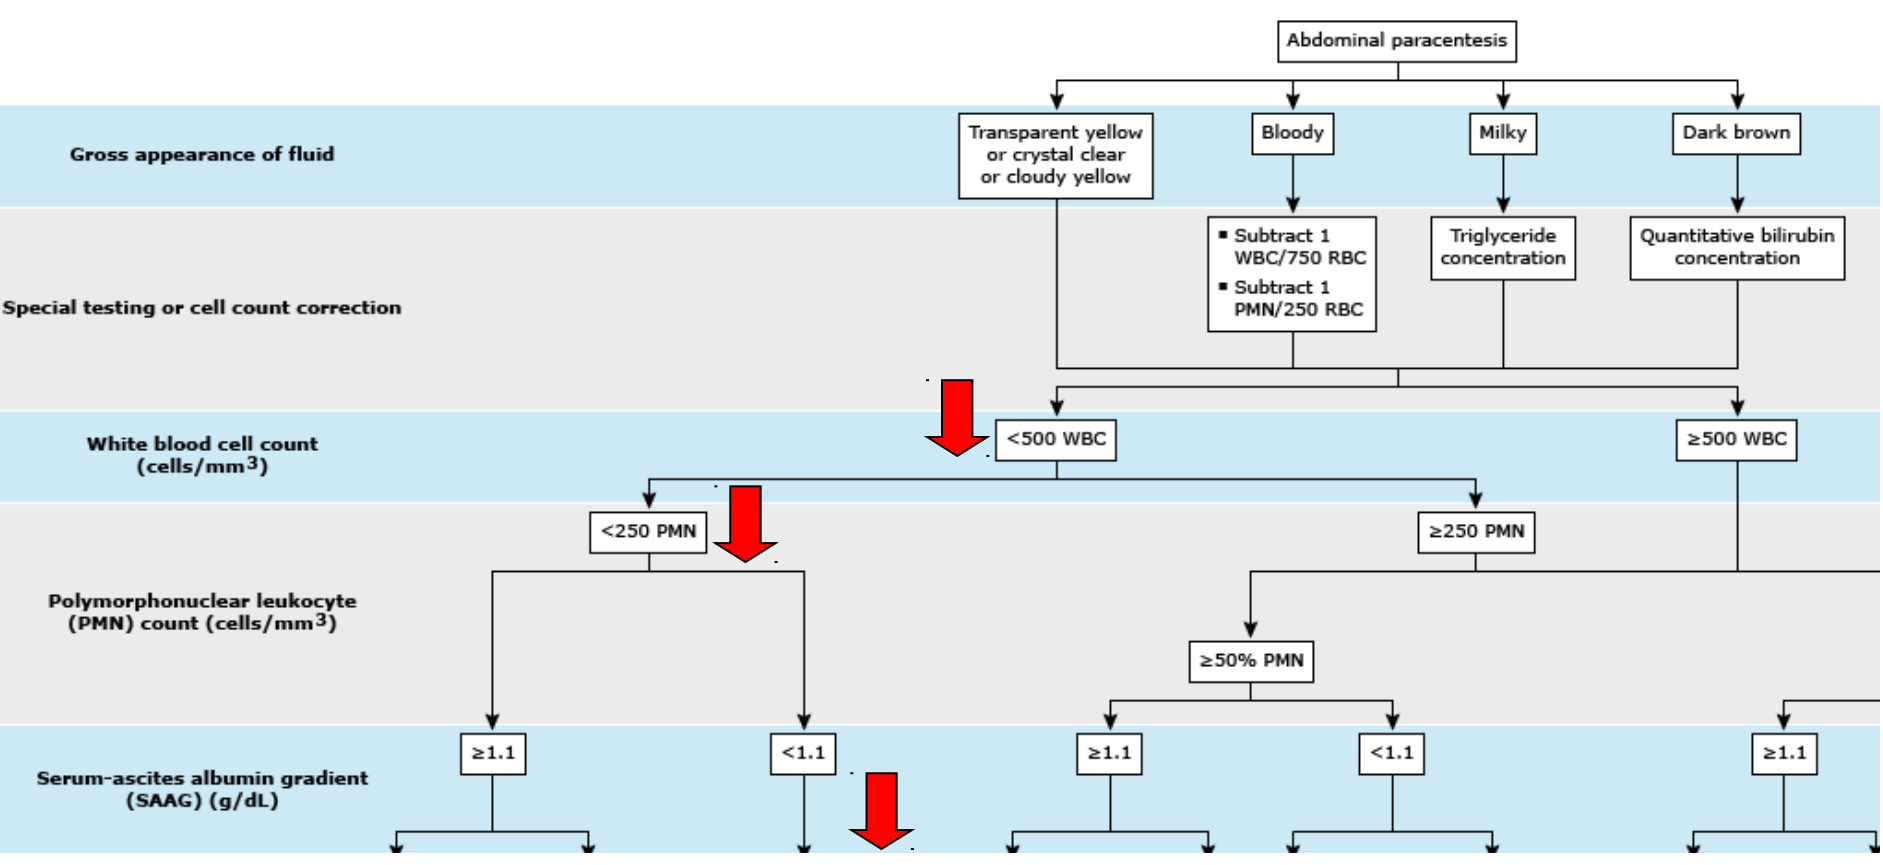 Abdominal paracentesis
Gross appearance of fluid
Transparent yellow
or crystal clear
or cloudy yellow
Bloody
Milky
Dark brown
Special testing or cell count correction
▪ Subtract 1
WBC/750 RBC
▪ Subtract 1
PMN/250 RBC
Triglyceride
concentration
Quantitative bilirubin
concentration
White blood cell count
(cells/mm³)
<500 WBC
≥500 WBC
Polymorphonuclear leukocyte
(PMN) count (cells/mm³)
<250 PMN
≥250 PMN
≥50% PMN
Serum-ascites albumin gradient
(SAAG) (g/dL)
≥1.1
<1.1
≥1.1
<1.1
≥1.1